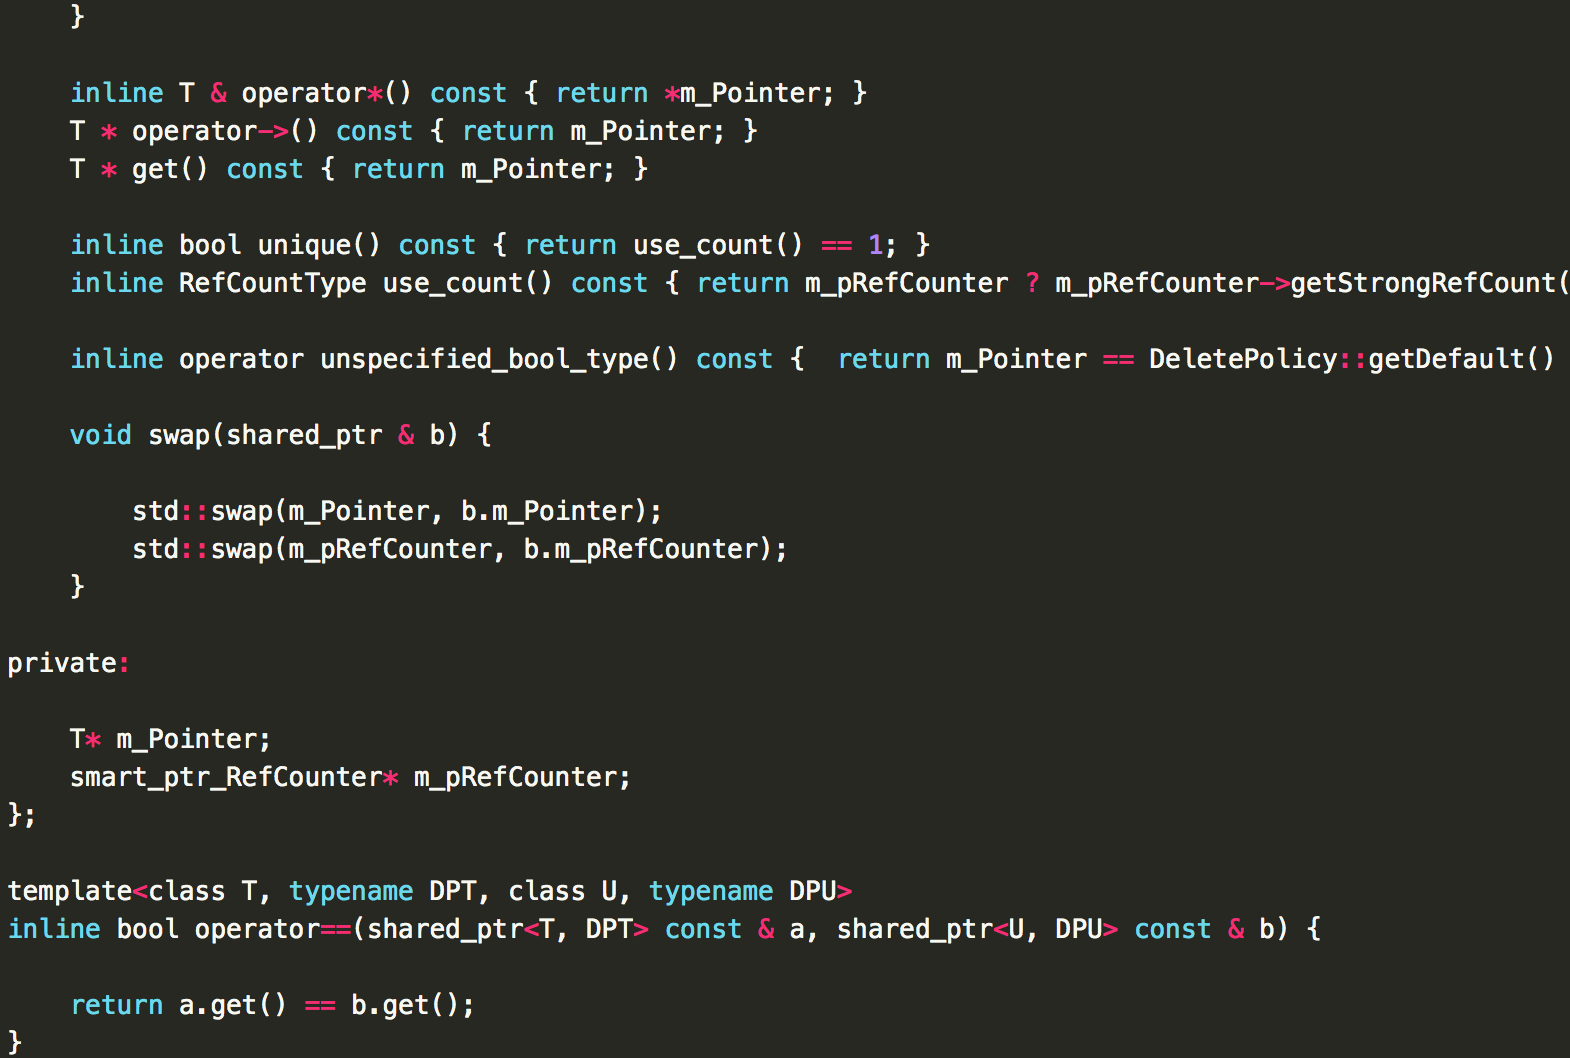 }
inline T & operator*() const { return *m_Pointer; }
T * operator->() const { return m_Pointer; }
T * get() const { return m_Pointer; }
inline bool unique() const { return use_count() == 1; }
inline RefCountType use_count() const { return m_pRefCounter ? m_pRefCounter->getStrongRefCount(
inline operator unspecified_bool_type() const {  return m_Pointer == DeletePolicy::getDefault()
void swap(shared_ptr & b) {
std::swap(m_Pointer, b.m_Pointer);
std::swap(m_pRefCounter, b.m_pRefCounter);
}
private:
T* m_Pointer;
smart_ptr_RefCounter* m_pRefCounter;
};
template<class T, typename DPT, class U, typename DPU>
inline bool operator==(shared_ptr<T, DPT> const & a, shared_ptr<U, DPU> const & b) {
return a.get() == b.get();
}